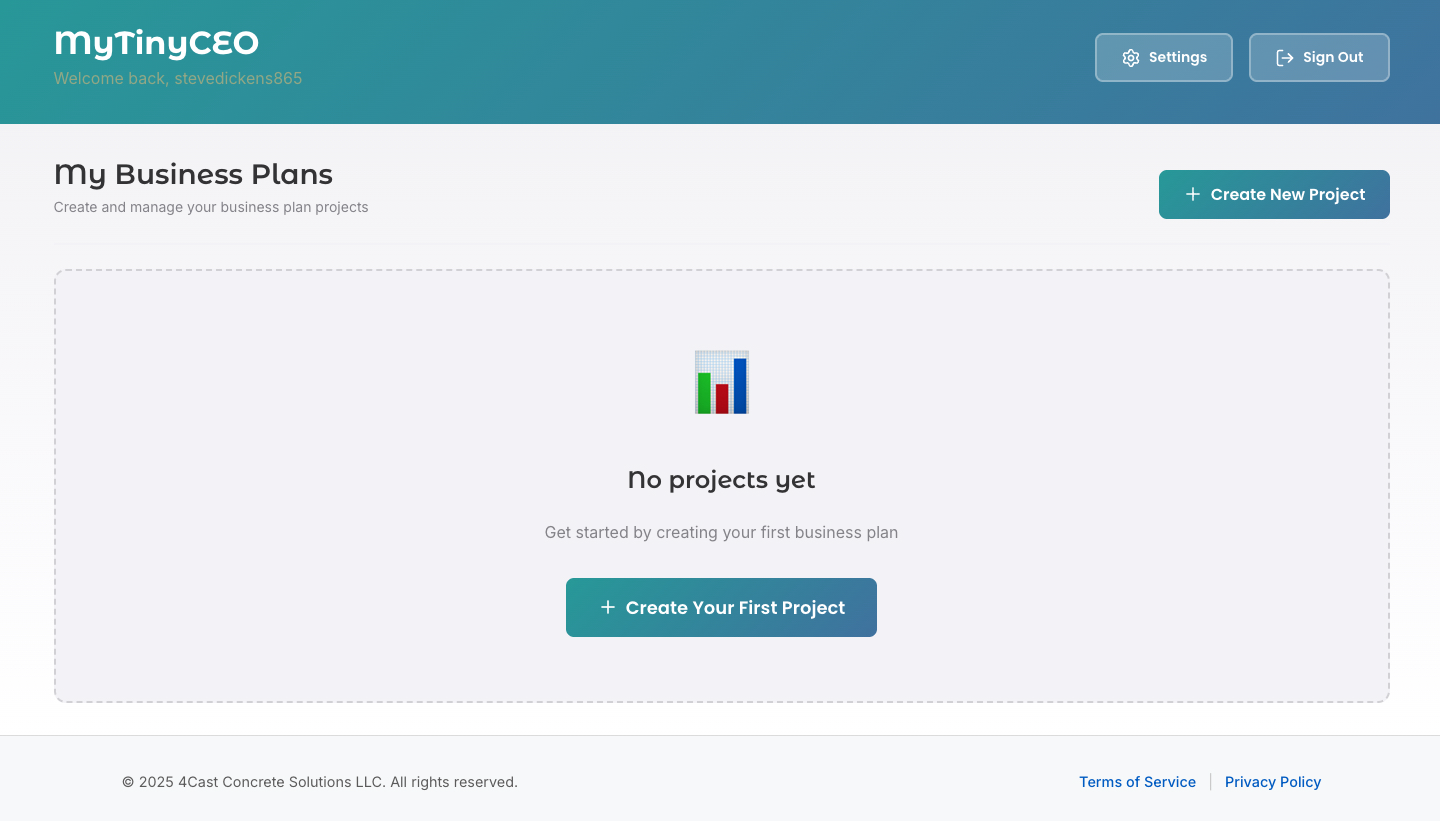 MyTinyCEO
Welcome back, stevedickens865
Settings
Sign Out
My Business Plans
Create and manage your business plan projects
+ Create New Project
No projects yet
Get started by creating your first business plan
+ Create Your First Project
© 2025 4Cast Concrete Solutions LLC. All rights reserved.
Terms of Service | Privacy Policy